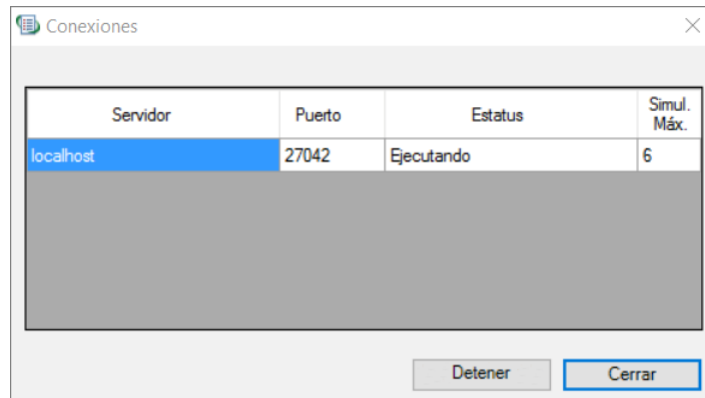 Conexiones
Servidor Puerto Estatus Simul. Máx.
localhost 27042 Ejecutando 6
Detener Cerrar